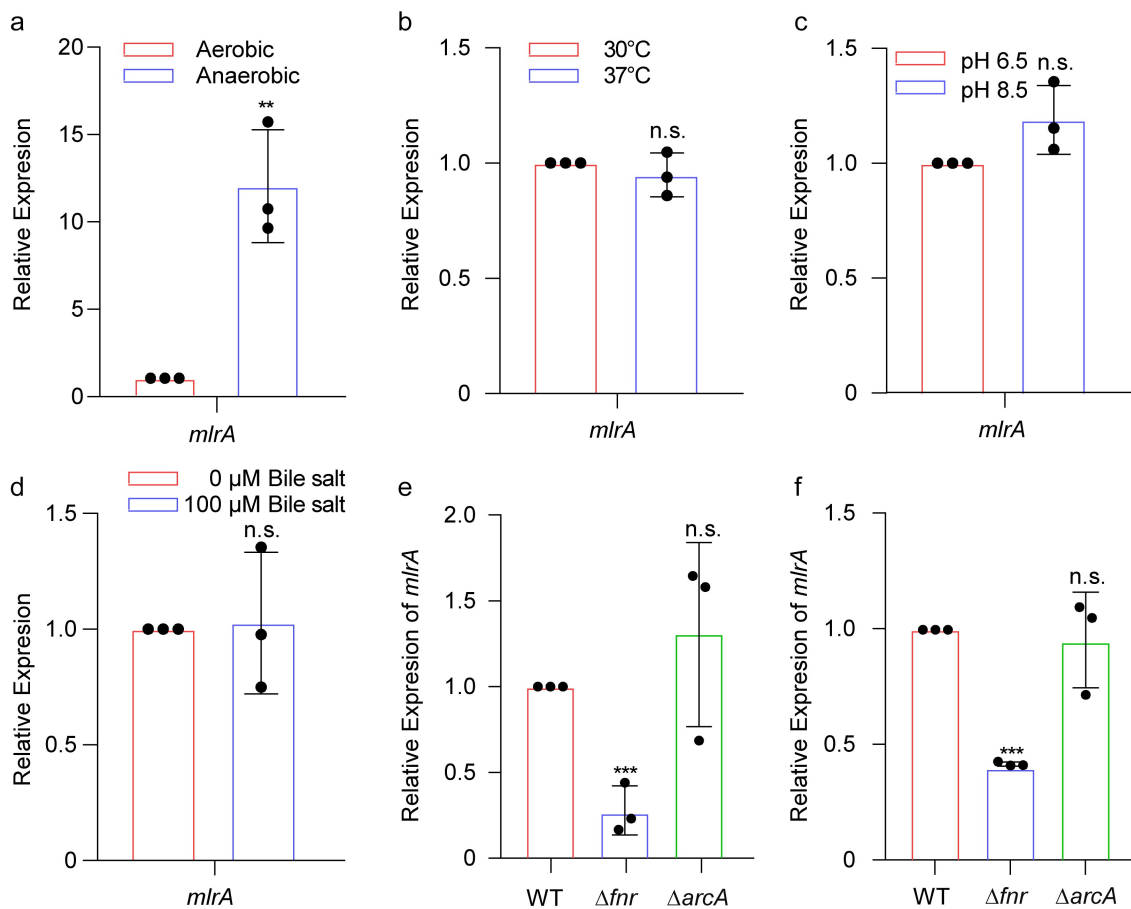 a
Aerobic
Anaerobic
**
20
15
10
5
0
Relative Expresion
mlrA
b
30°C
37°C
n.s.
1.5
1.0
0.5
0
Relative Expresion
mlrA
c
pH 6.5
pH 8.5
n.s.
1.5
1.0
0.5
0
Relative Expresion
mlrA
d
0 µM Bile salt
100 µM Bile salt
n.s.
1.5
1.0
0.5
0
Relative Expresion
mlrA
e
n.s.
***
2.0
1.5
1.0
0.5
0
Relative Expresion of mlrA
WT Δfnr ΔarcA
f
n.s.
***
1.5
1.0
0.5
0
Relative Expresion of mlrA
WT Δfnr ΔarcA